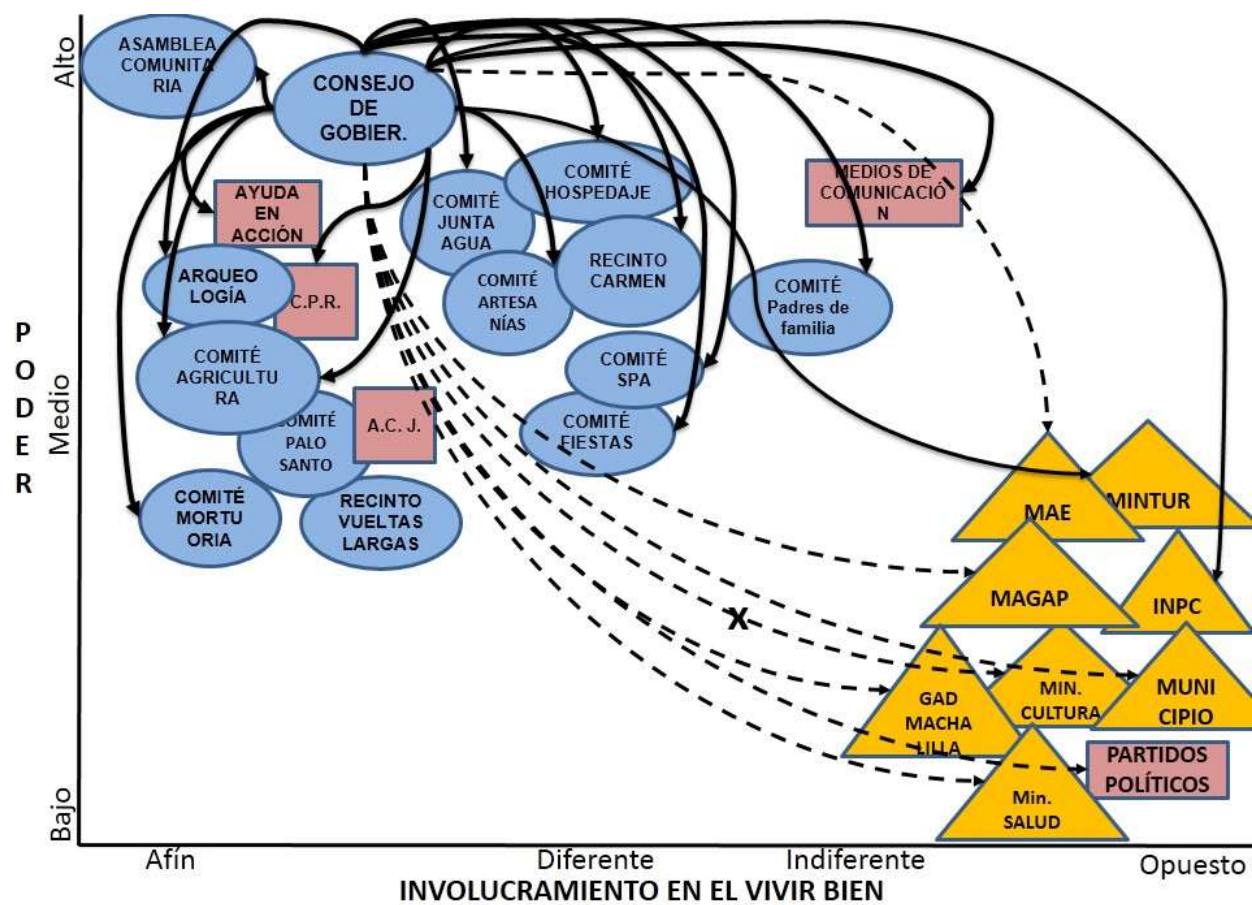 Alto
ASAMBLEA
COMUNITA
RIA
CONSEJO
DE
GOBIER.
AYUDA
EN
ACCIÓN
COMITÉ
JUNTA
AGUA
COMITÉ
HOSPEDAJE
MEDIOS DE
COMUNICACIÓ
N
ARQUEO
LOGÍA
C.P.R.
COMITÉ
ARTESA
NÍAS
RECINTO
CARMEN
COMITÉ
Padres de
familia
P
O
D
E
R
Medio
COMITÉ
AGRICULTU
RA
COMITÉ
SPA
A.C. J.
COMITÉ
PALO
SANTO
COMITÉ
FIESTAS
COMITÉ
MORTU
ORIA
RECINTO
VUELTAS
LARGAS
MAE
MINTUR
MAGAP
INPC
X
GAD
MACHA
LILLA
MIN.
CULTURA
MUNI
CIPIO
PARTIDOS
POLÍTICOS
Min.
SALUD
Bajo
Afín
Diferente
Indiferente
Opuesto
INVOLUCRAMIENTO EN EL VIVIR BIEN